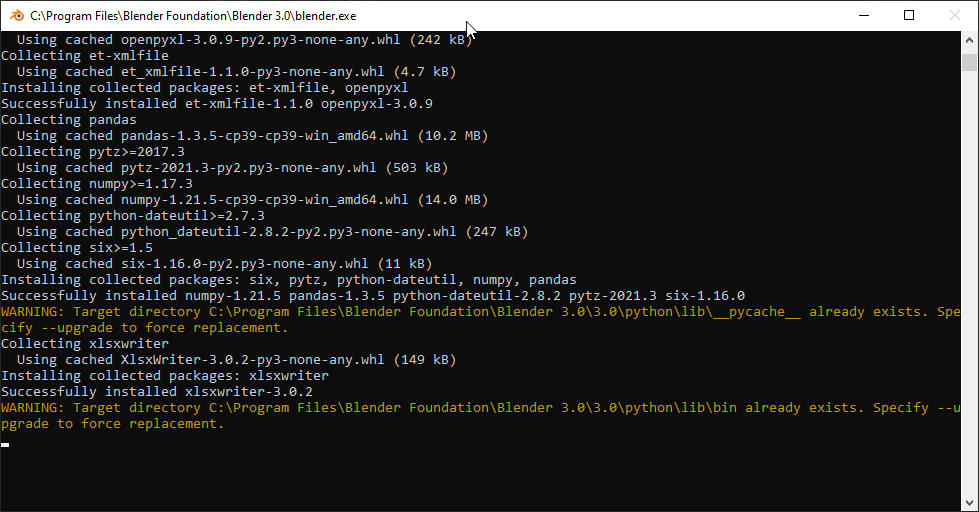 C:\Program Files\Blender Foundation\Blender 3.0\blender.exe
Using cached openpyxl-3.0.9-py2.py3-none-any.whl (242 kB)
Collecting et-xmlfile
Using cached et_xmlfile-1.1.0-py3-none-any.whl (4.7 kB)
Installing collected packages: et-xmlfile, openpyxl
Successfully installed et-xmlfile-1.1.0 openpyxl-3.0.9
Collecting pandas
Using cached pandas-1.3.5-cp39-cp39-win_amd64.whl (10.2 MB)
Collecting pytz>=2017.3
Using cached pytz-2021.3-py2.py3-none-any.whl (503 kB)
Collecting numpy>=1.17.3
Using cached numpy-1.21.5-cp39-cp39-win_amd64.whl (14.0 MB)
Collecting python-dateutil>=2.7.3
Using cached python_dateutil-2.8.2-py2.py3-none-any.whl (247 kB)
Collecting six>=1.5
Using cached six-1.16.0-py2.py3-none-any.whl (11 kB)
Installing collected packages: six, pytz, python-dateutil, numpy, pandas
Successfully installed numpy-1.21.5 pandas-1.3.5 python-dateutil-2.8.2 pytz-2021.3 six-1.16.0
WARNING: Target directory C:\Program Files\Blender Foundation\Blender 3.0\3.0\python\lib\__pycache__ already exists. Spe
cify --upgrade to force replacement.
Collecting xlsxwriter
Using cached XlsxWriter-3.0.2-py3-none-any.whl (149 kB)
Installing collected packages: xlsxwriter
Successfully installed xlsxwriter-3.0.2
WARNING: Target directory C:\Program Files\Blender Foundation\Blender 3.0\3.0\python\lib\bin already exists. Specify --u
pgrade to force replacement.